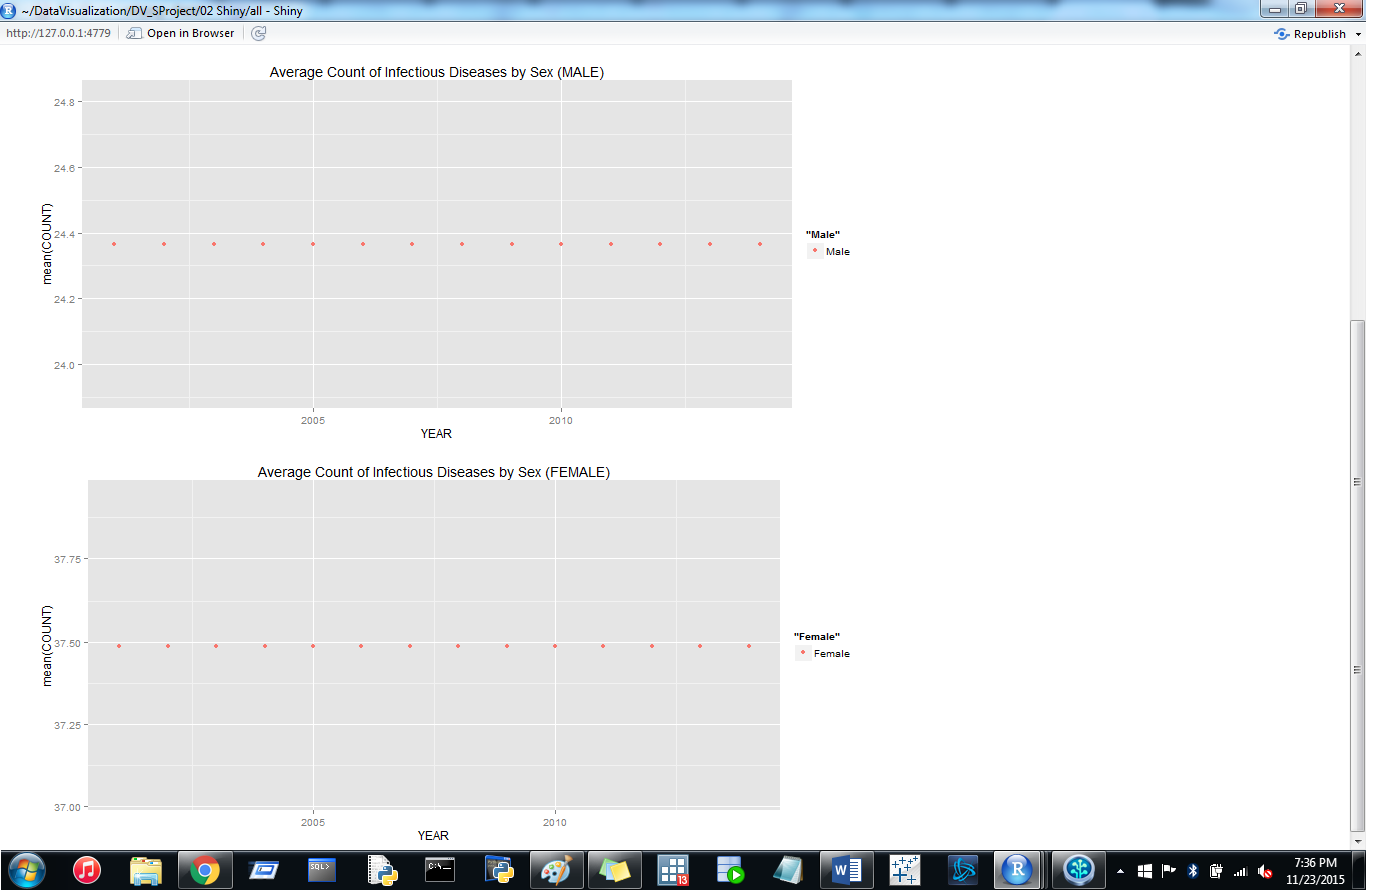 ~/DataVisualization/DV_SProject/02 Shiny/all - Shiny
http://127.0.0.1:4779 Open in Browser Republish
Average Count of Infectious Diseases by Sex (MALE)
24.8
24.6
24.4
24.2
24.0
mean(COUNT)
2005 2010
YEAR
"Male"
Male
Average Count of Infectious Diseases by Sex (FEMALE)
37.75
37.50
37.25
37.00
mean(COUNT)
2005 2010
YEAR
"Female"
Female
SQL>
C:\
13
7:36 PM
11/23/2015